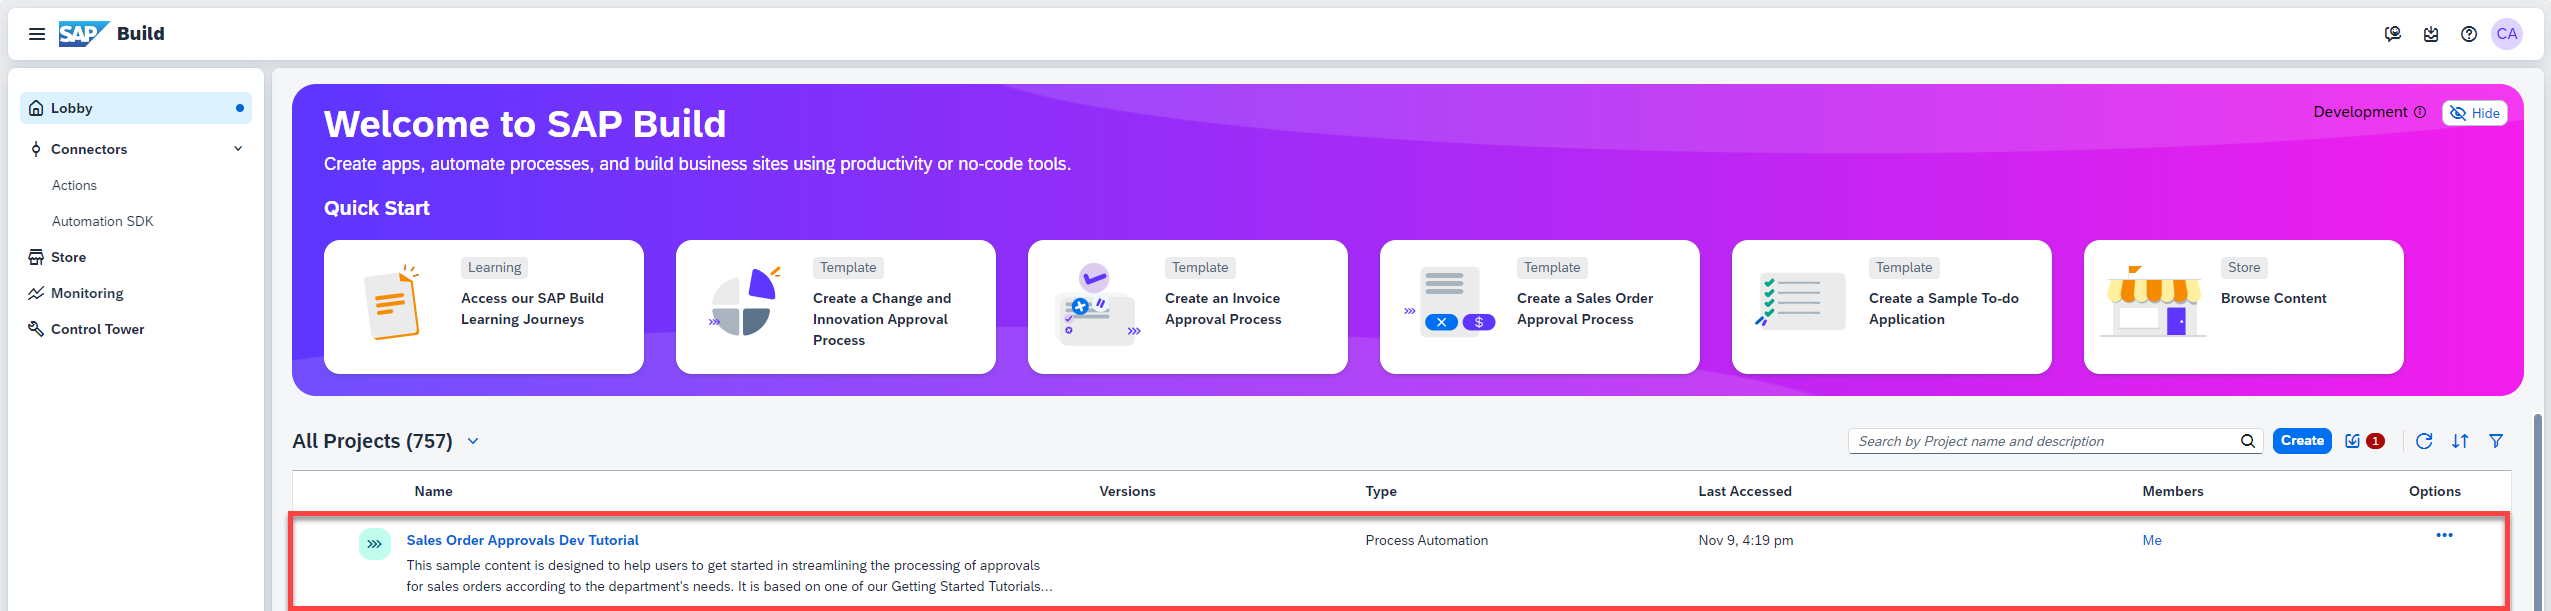 SAP Build
CA
Lobby
Connectors
Actions
Automation SDK
Store
Monitoring
Control Tower
Welcome to SAP Build
Development
Hide
Create apps, automate processes, and build business sites using productivity or no-code tools.
Quick Start
Learning
Access our SAP Build
Learning Journeys
Template
Create a Change and
Innovation Approval
Process
Template
Create an Invoice
Approval Process
Template
Create a Sales Order
Approval Process
$
Template
Create a Sample To-do
Application
Store
Browse Content
All Projects (757)
Search by Project name and description
Create
1
Name Versions Type Last Accessed Members Options
Sales Order Approvals Dev Tutorial Process Automation Nov 9, 4:19 pm Me
This sample content is designed to help users to get started in streamlining the processing of approvals
for sales orders according to the department's needs. It is based on one of our Getting Started Tutorials...